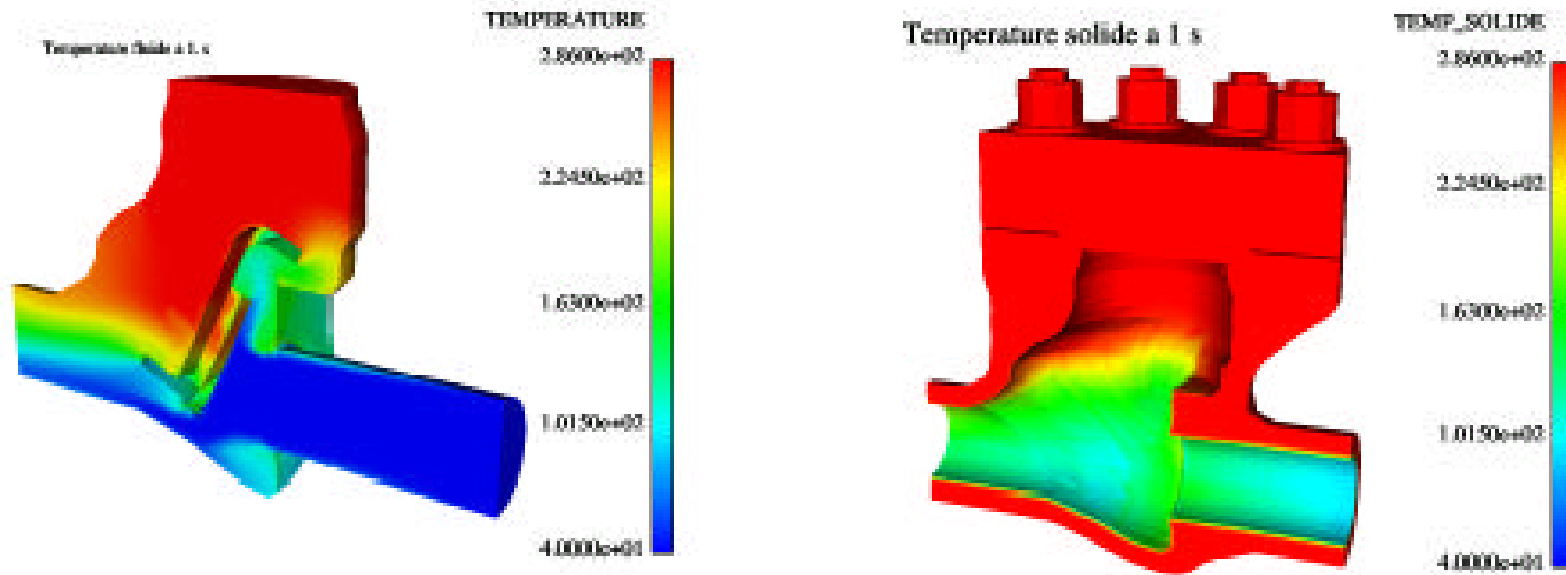 TEMPERATURE
Temperature fluide a 1 s
2.8600e+02
2.2450e+02
1.6300e+02
1.0150e+02
4.0000e+01
TEMP_SOLIDE
Temperature solide a 1 s
2.8600e+02
2.2450e+02
1.6300e+02
1.0150e+02
4.0000e+01